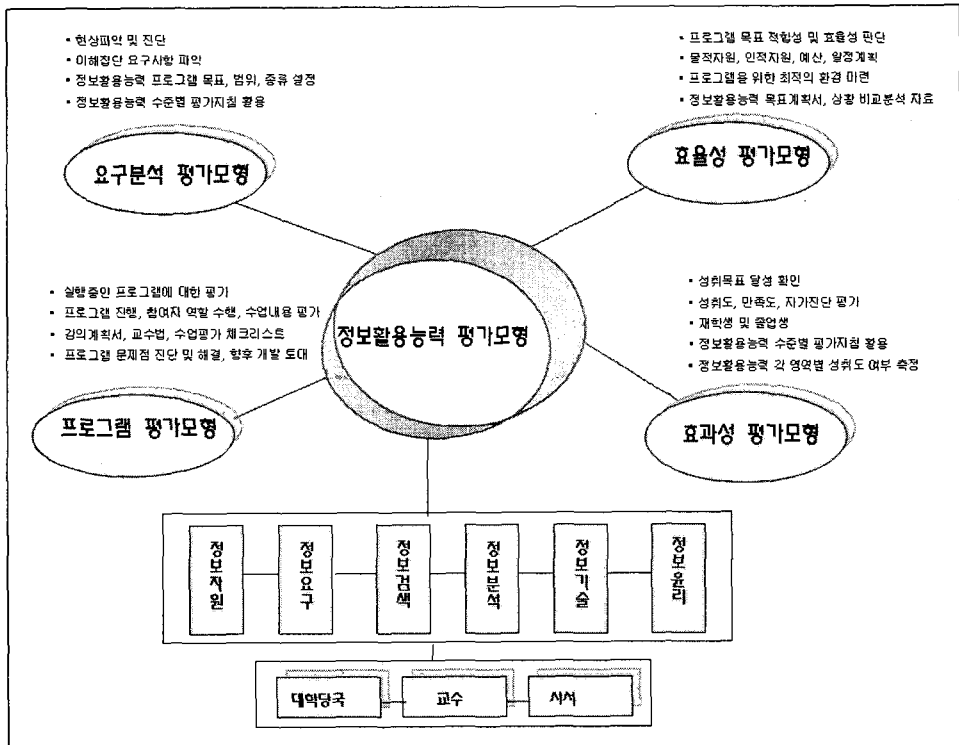 • 현상파악 및 진단
• 이해집단 요구사항 파악
• 정보활용능력 프로그램 목표, 범위, 종류 설정
• 정보활용능력 수준별 평가지침 활용
요구분석 평가모형
• 프로그램 목표 적합성 및 효율성 판단
• 물적자원, 인적자원, 예산, 일정계획
• 프로그램을 위한 최적의 환경 마련
• 정보활용능력 목표계획서, 상황 비교분석 자료
효율성 평가모형
정보활용능력 평가모형
• 실행중인 프로그램에 대한 평가
• 프로그램 진행, 참여자 역할 수행, 수업내용 평가
• 강의계획서, 교수법, 수업평가 체크리스트
• 프로그램 문제점 진단 및 해결, 향후 개발 토대
프로그램 평가모형
• 성취목표 달성 확인
• 성취도, 만족도, 자가진단 평가
• 재학생 및 졸업생
• 정보활용능력 수준별 평가지침 활용
• 정보활용능력 각 영역별 성취도 여부 측정
효과성 평가모형
정보자원
정보요구
정보검색
정보분석
정보기술
정보윤리
대학당국
교수
사서